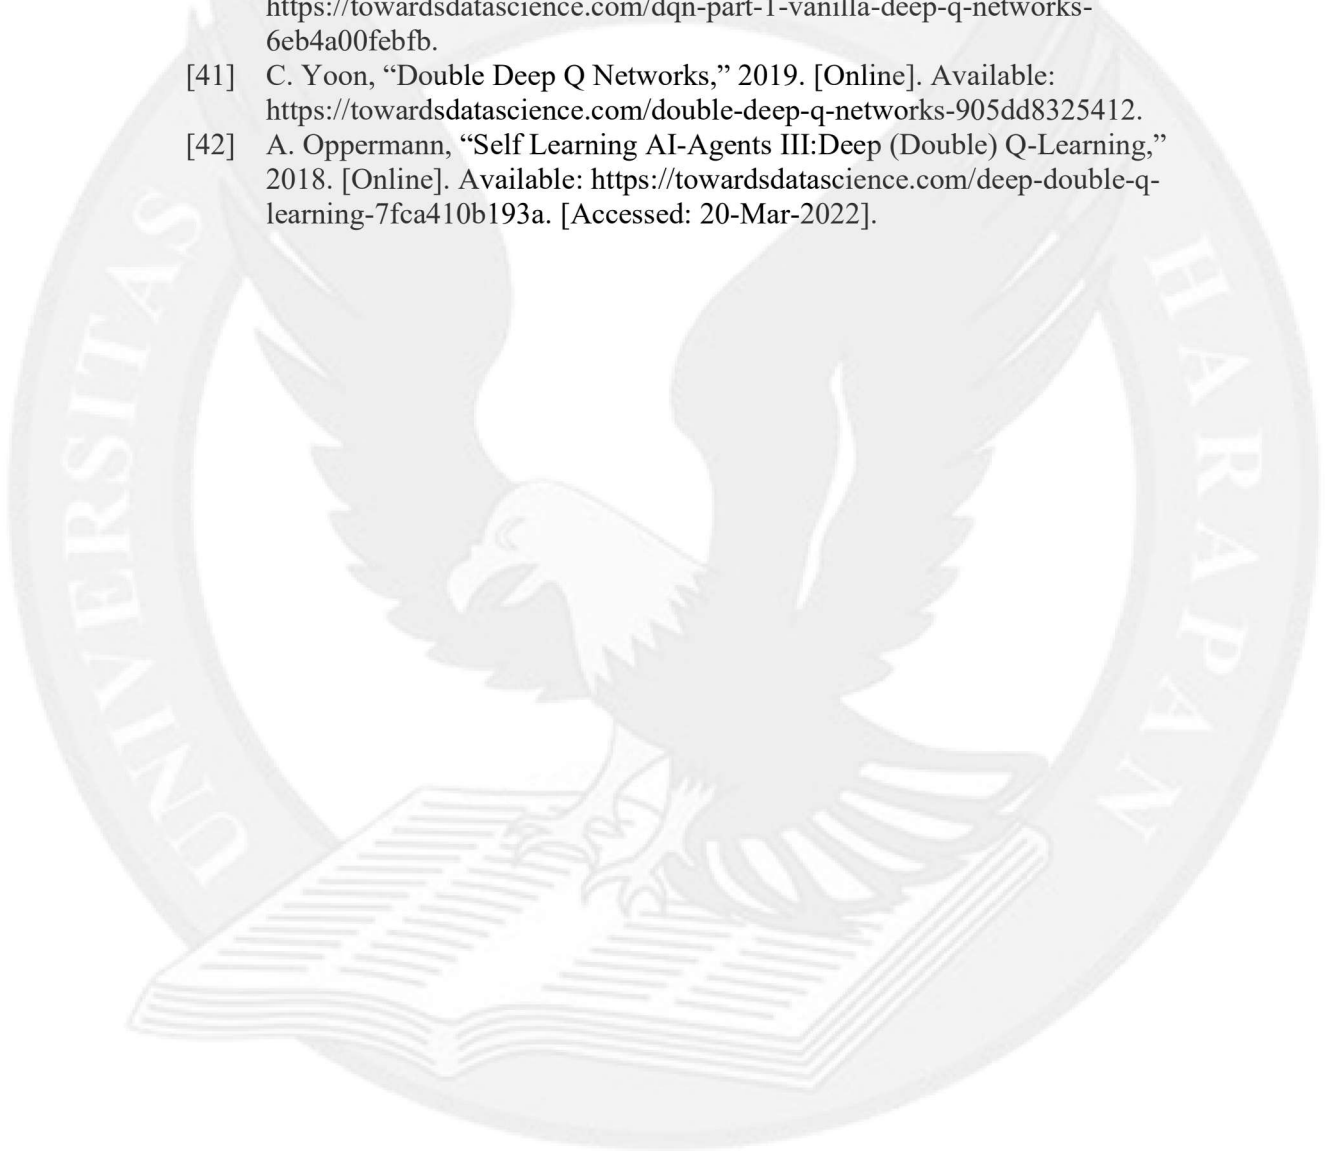 https://towardsdatascience.com/dqn-part-1-vanilla-deep-q-networks-
6eb4a00febfb.
[41] C. Yoon, “Double Deep Q Networks,” 2019. [Online]. Available:
https://towardsdatascience.com/double-deep-q-networks-905dd8325412.
[42] A. Oppermann, “Self Learning AI-Agents III:Deep (Double) Q-Learning,”
2018. [Online]. Available: https://towardsdatascience.com/deep-double-q-
learning-7fca410b193a. [Accessed: 20-Mar-2022].
UNIVERSITAS
HARAPAN